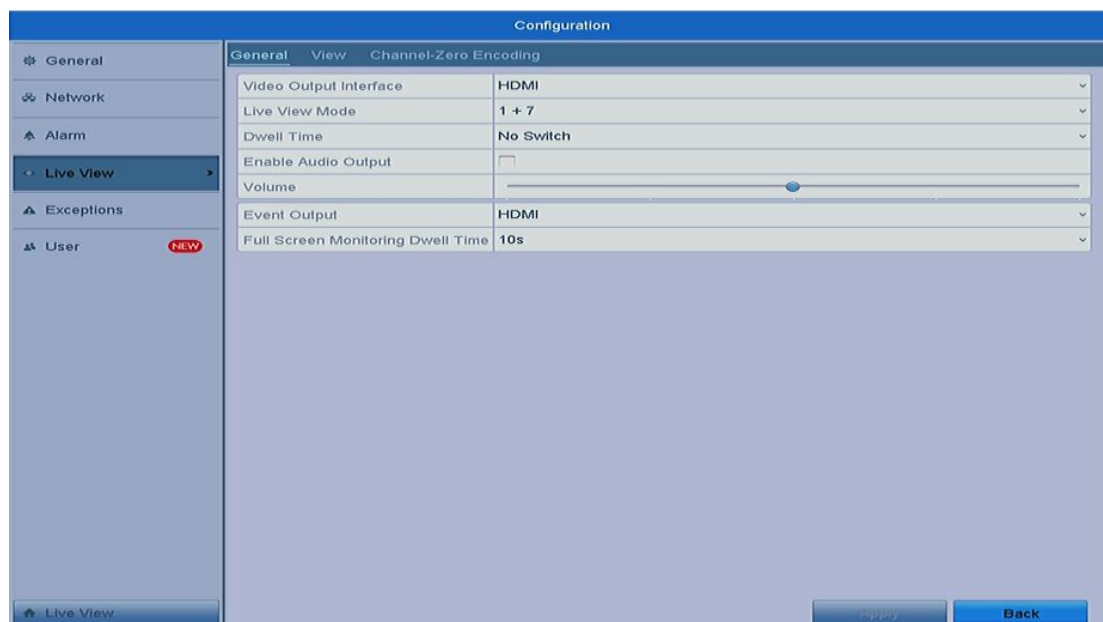 Configuration
General
Network
Alarm
Live View
Exceptions
User NEW
General View Channel-Zero Encoding
Video Output Interface HDMI
Live View Mode 1 + 7
Dwell Time No Switch
Enable Audio Output
Volume
Event Output HDMI
Full Screen Monitoring Dwell Time 10s
Live View
Apply
Back